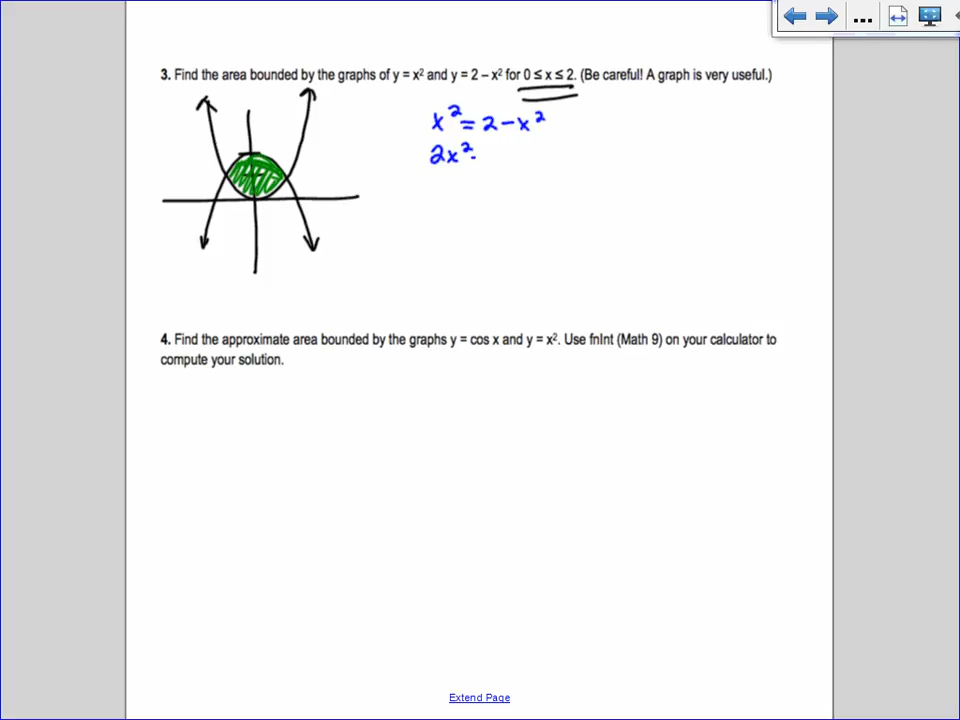 3. Find the area bounded by the graphs of y = x² and y = 2 – x² for 0 ≤ x ≤ 2. (Be careful! A graph is very useful.)
x² = 2 – x²
2x²
4. Find the approximate area bounded by the graphs y = cos x and y = x². Use fnInt (Math 9) on your calculator to
compute your solution.
Extend Page